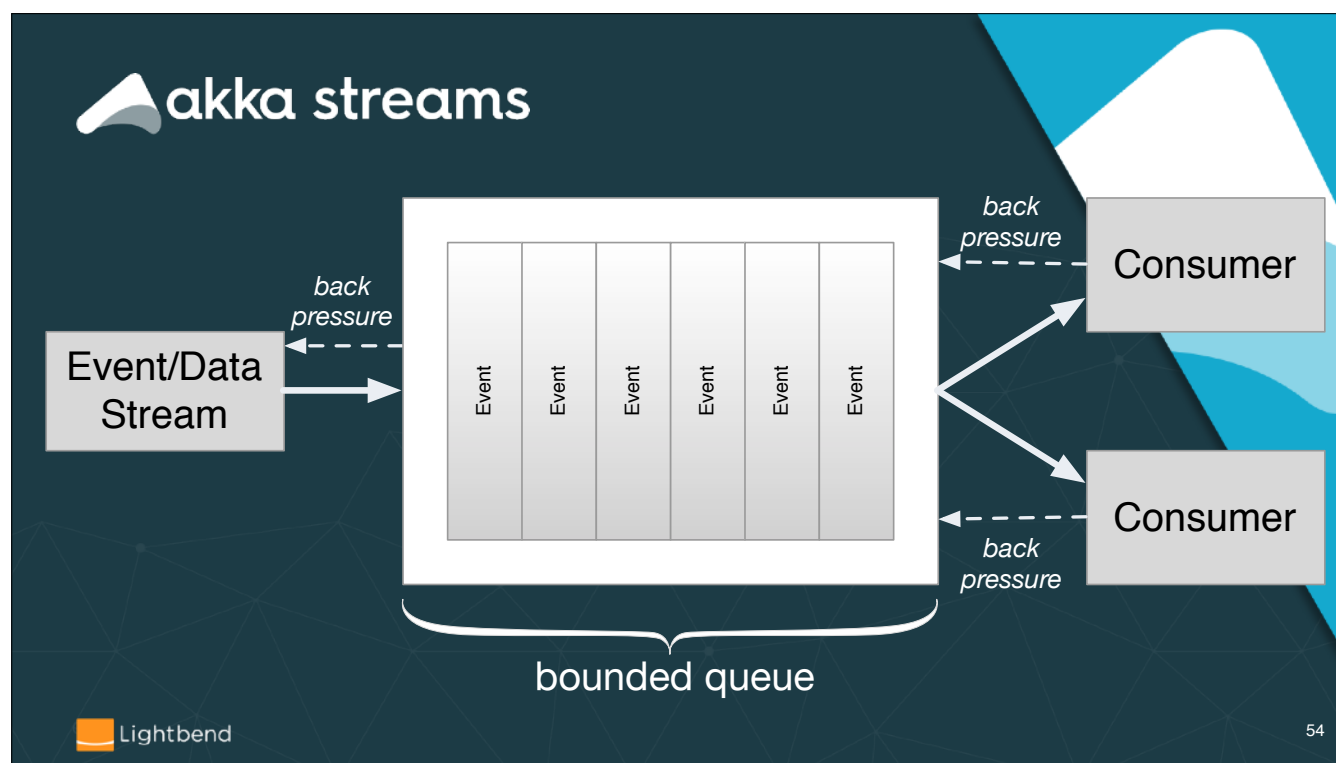 akka streams
back
pressure
Event/Data
Stream
Event
Event
Event
Event
Event
Event
back
pressure
Consumer
Consumer
back
pressure
bounded queue
Lightbend
54